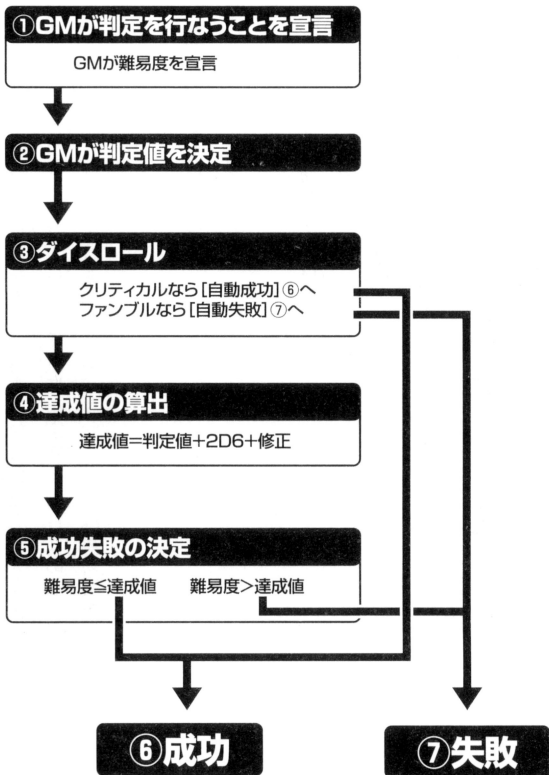 ①GMが判定を行なうことを宣言
GMが難易度を宣言
②GMが判定値を決定
③ダイスロール
クリティカルなら[自動成功]⑥へ
ファンブルなら[自動失敗]⑦へ
④達成値の算出
達成値=判定値+2D6+修正
⑤成功失敗の決定
難易度≦達成値 難易度>達成値
⑥成功 ⑦失敗